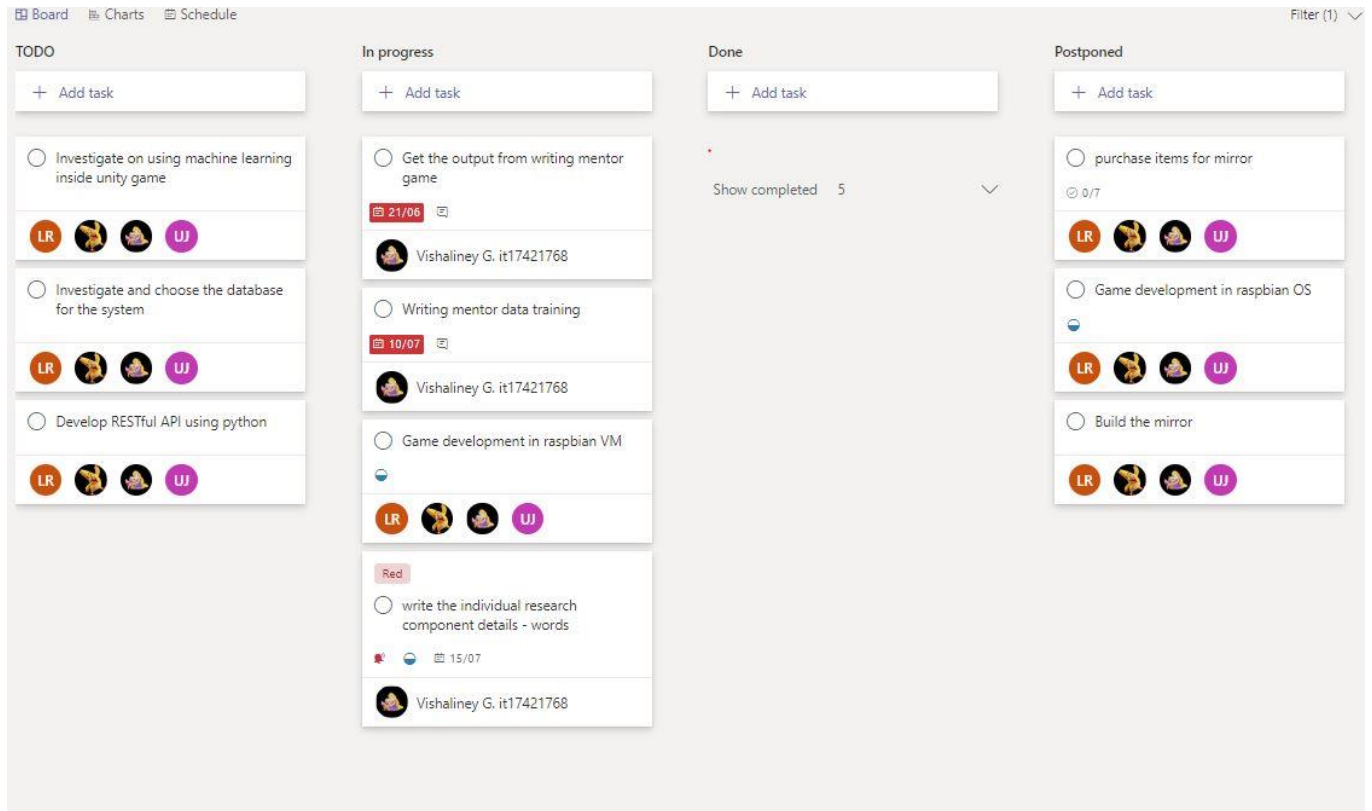 Board Charts Schedule Filter (1)
TODO
+ Add task
Investigate on using machine learning
inside unity game
LR UJ
Investigate and choose the database
for the system
LR UJ
Develop RESTful API using python
LR UJ
In progress
+ Add task
Get the output from writing mentor
game
21/06
Vishaliney G. it17421768
Writing mentor data training
10/07
Vishaliney G. it17421768
Game development in raspbian VM
LR UJ
Red
write the individual research
component details - words
15/07
Vishaliney G. it17421768
Done
+ Add task
Show completed 5
Postponed
+ Add task
purchase items for mirror
0/7
LR UJ
Game development in raspbian OS
LR UJ
Build the mirror
LR UJ